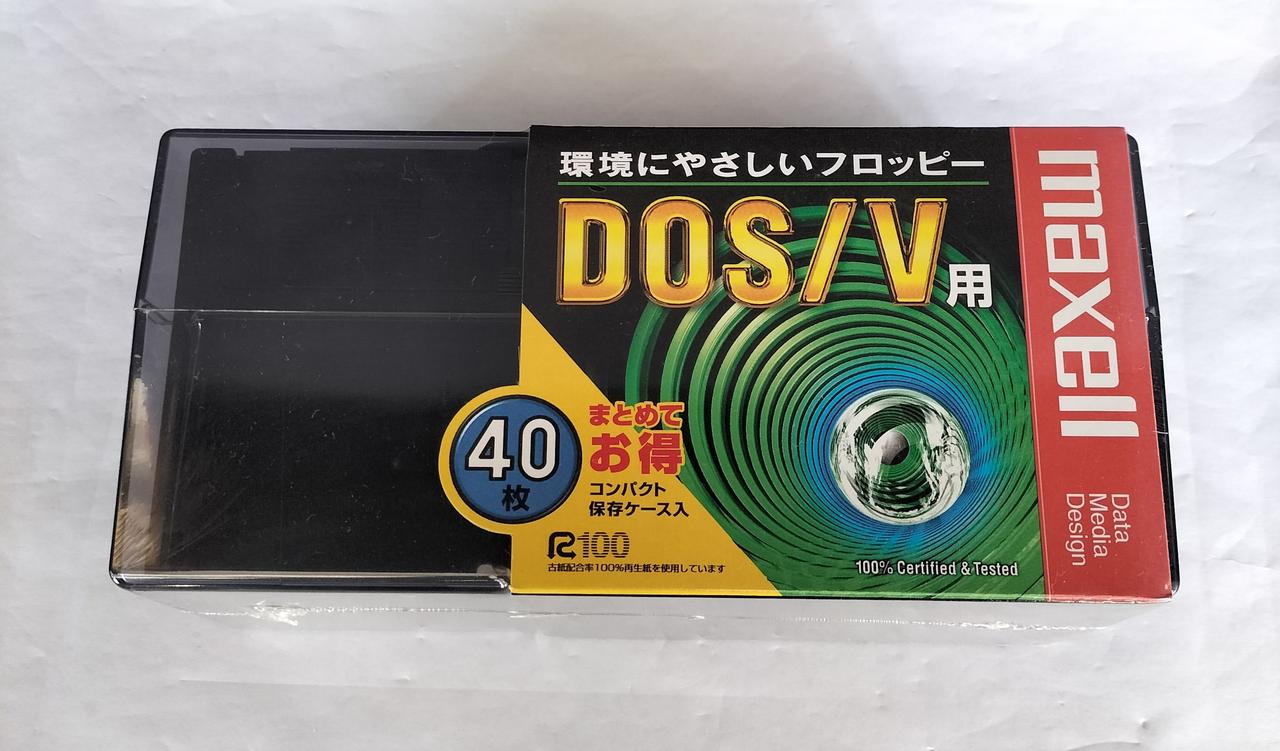 環境にやさしいフロッピー
DOS/V用
maxell
Data
Media
Design
40
枚
まとめて
お得
コンパクト
保存ケース入
R100
古紙配合率100%再生紙を使用しています
100% Certified & Tested